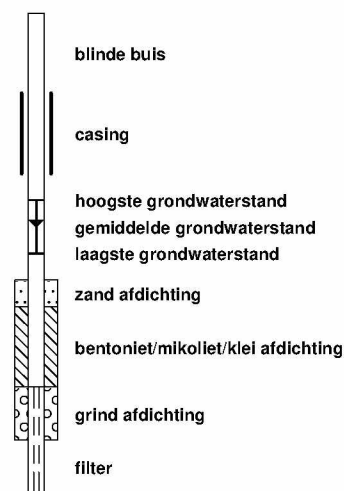 blinde buis
casing
hoogste grondwaterstand
gemiddelde grondwaterstand
laagste grondwaterstand
zand afdichting
bentoniet/mikoliet/klei afdichting
grind afdichting
filter